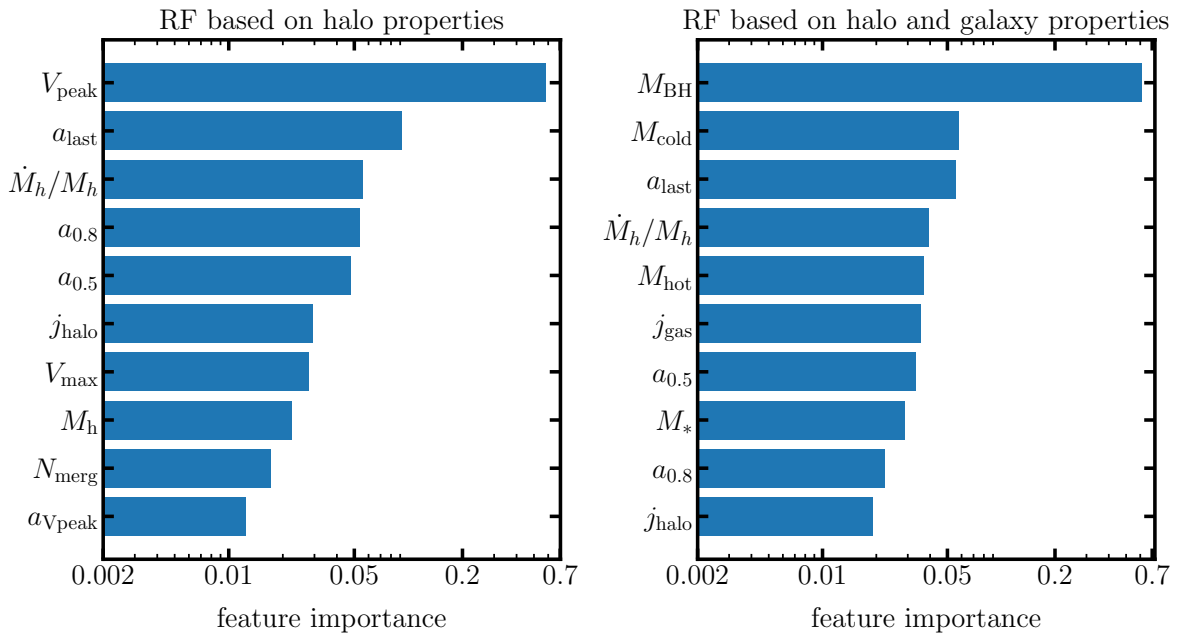 RF based on halo properties
V_peak
a_last
Ṁ_h/M_h
a_0.8
a_0.5
j_halo
V_max
M_h
N_merg
a_Vpeak
0.002 0.01 0.05 0.2 0.7
feature importance
RF based on halo and galaxy properties
M_BH
M_cold
a_last
Ṁ_h/M_h
M_hot
j_gas
a_0.5
M_*
a_0.8
j_halo
0.002 0.01 0.05 0.2 0.7
feature importance